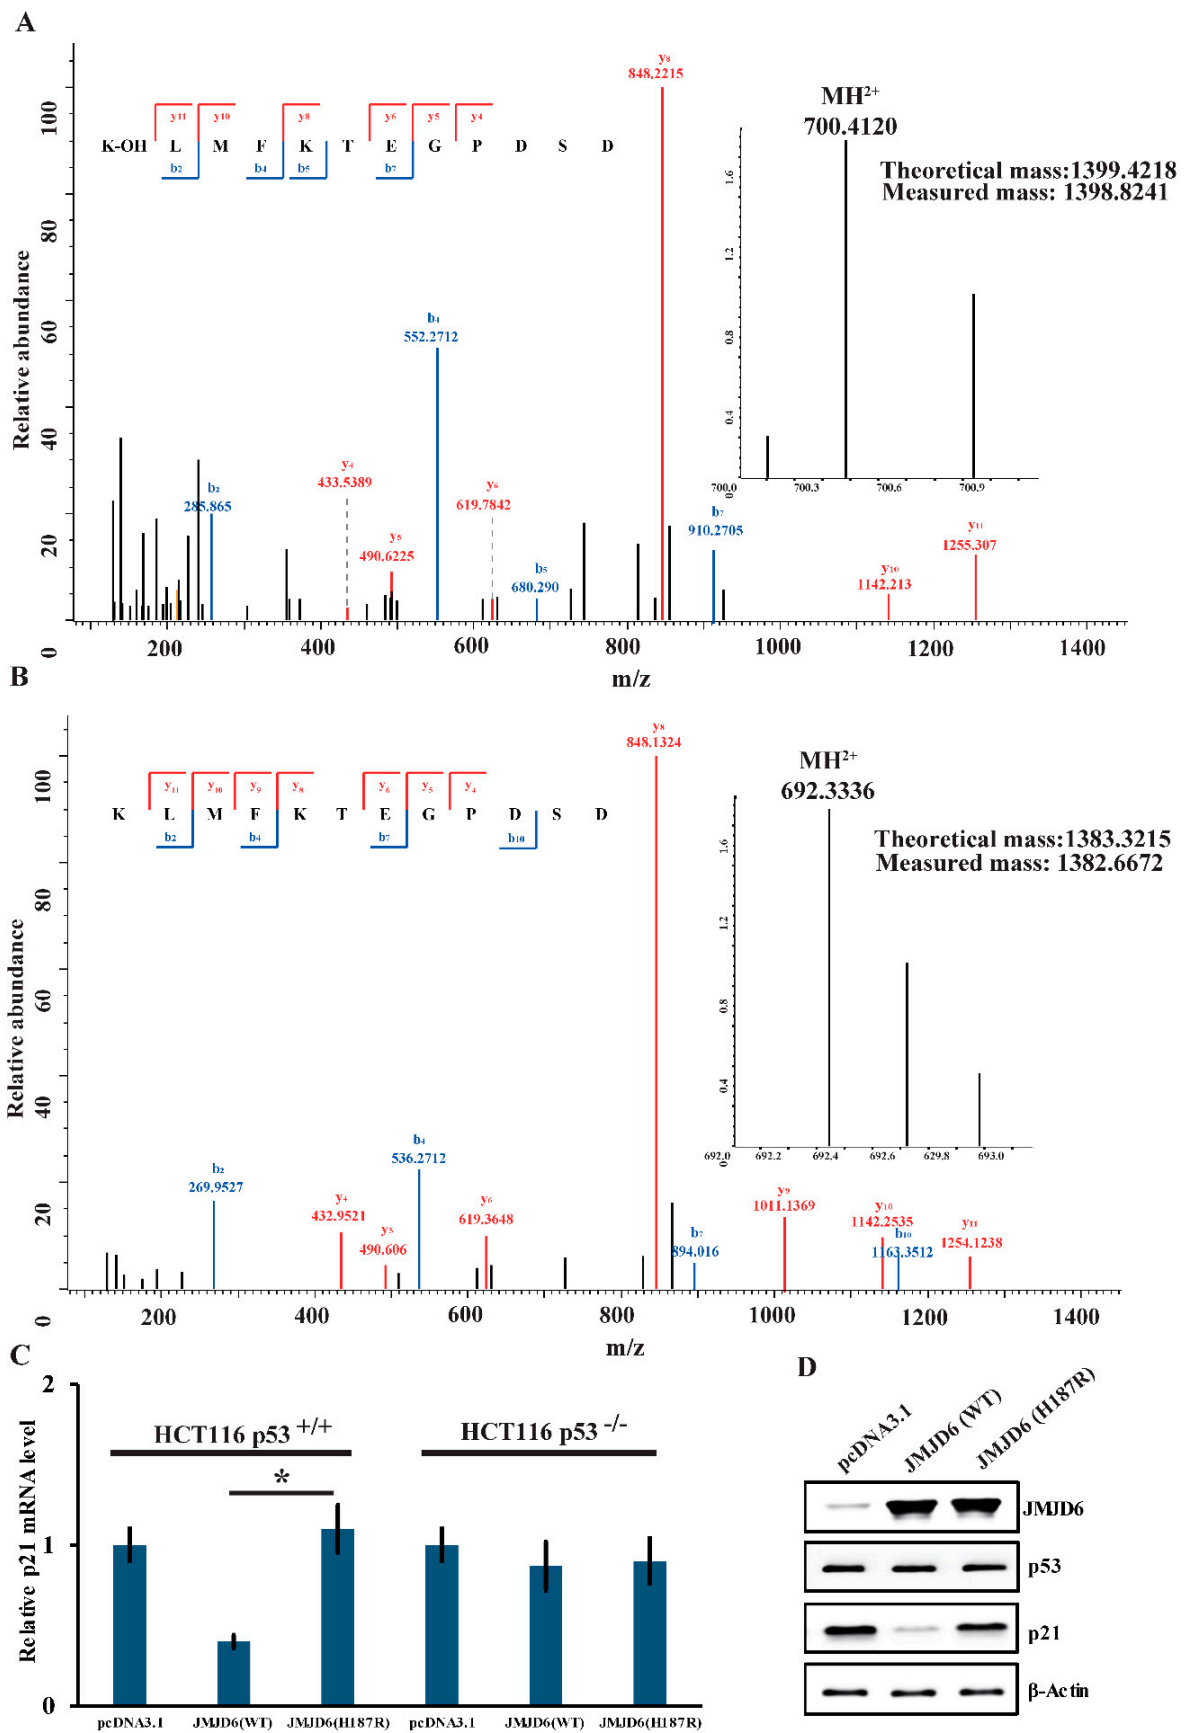 A
y8
848.2215
MH2+
700.4120
Theoretical mass:1399.4218
Measured mass: 1398.8241
y11 y10 y8 y6 y5 y4
K-OH L M F K T E G P D S D
b2 b4 b5 b7
b4
552.2712
y4
433.5389
y6
619.7842
b2
285.865
y5
490.6225
b5
680.290
b7
910.2705
y10
1142.213
y11
1255.307
1.6
1.2
0.8
0.4
0
700.0 700.3 700.6 700.9
Relative abundance
100
80
60
40
20
0
200 400 600 800 1000 1200 1400
m/z
B
y8
848.1324
MH2+
692.3336
Theoretical mass:1383.3215
Measured mass: 1382.6672
y11 y10 y9 y8 y6 y5 y4
K L M F K T E G P D S D
b2 b4 b7 b10
b2
269.9527
y4
432.9521
y5
490.606
b4
536.2712
y6
619.3648
b7
894.016
y9
1011.1369
y10
1142.2535
b10
1163.3512
y11
1254.1238
1.6
1.2
0.8
0.4
0
692.0 692.2 692.4 692.6 629.8 693.0
Relative abundance
100
80
60
40
20
0
200 400 600 800 1000 1200 1400
m/z
C
Relative p21 mRNA level
2
1
0
HCT116 p53 +/+
HCT116 p53 -/-
*
pcDNA3.1 JMJD6(WT) JMJD6(H187R) pcDNA3.1 JMJD6(WT) JMJD6(H187R)
D
pcDNA3.1
JMJD6 (WT)
JMJD6 (H187R)
JMJD6
p53
p21
β-Actin